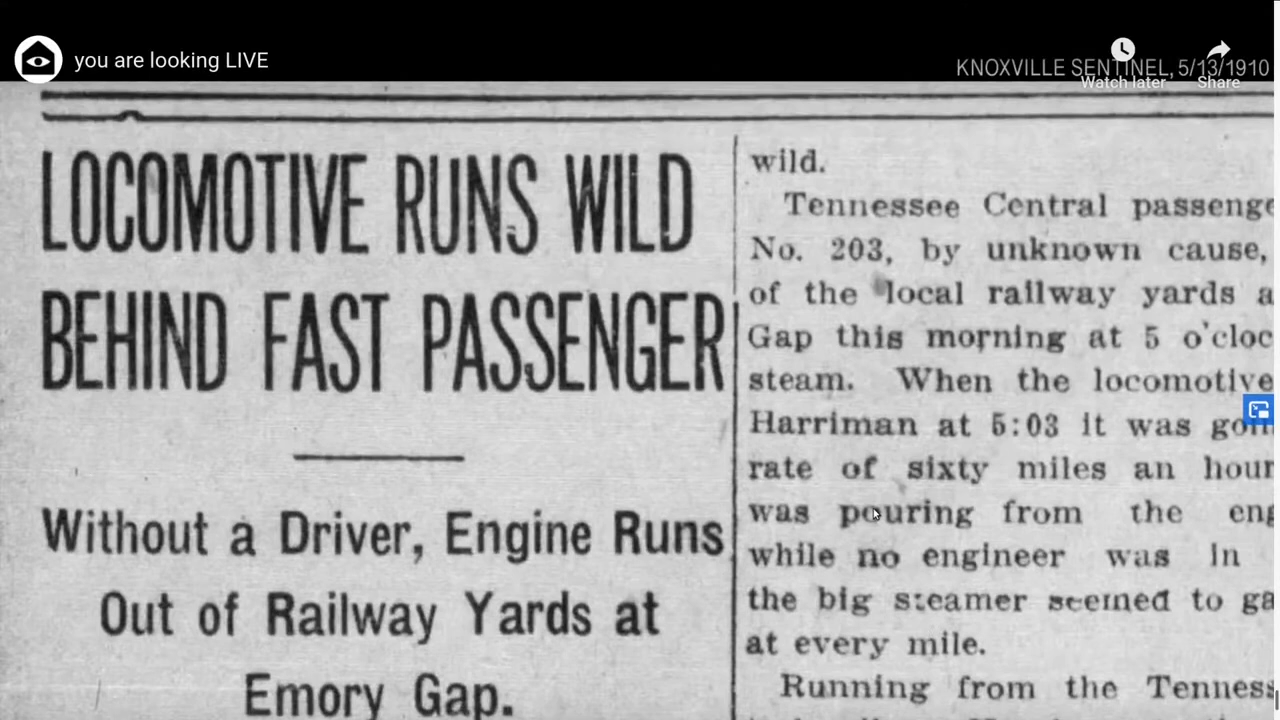 you are looking LIVE
KNOXVILLE SENTINEL, 5/13/1910
Watch later
Share
LOCOMOTIVE RUNS WILD
BEHIND FAST PASSENGER
Without a Driver, Engine Runs
Out of Railway Yards at
Emory Gap.
wild.
Tennessee Central passenge
No. 203, by unknown cause,
of the local railway yards a
Gap this morning at 5 o'cloc
steam. When the locomotive
Harriman at 5:03 it was
rate of sixty miles an hour
was pouring from the eng
while no engineer was in
the big steamer seemed to ga
at every mile.
Running from the Tenness